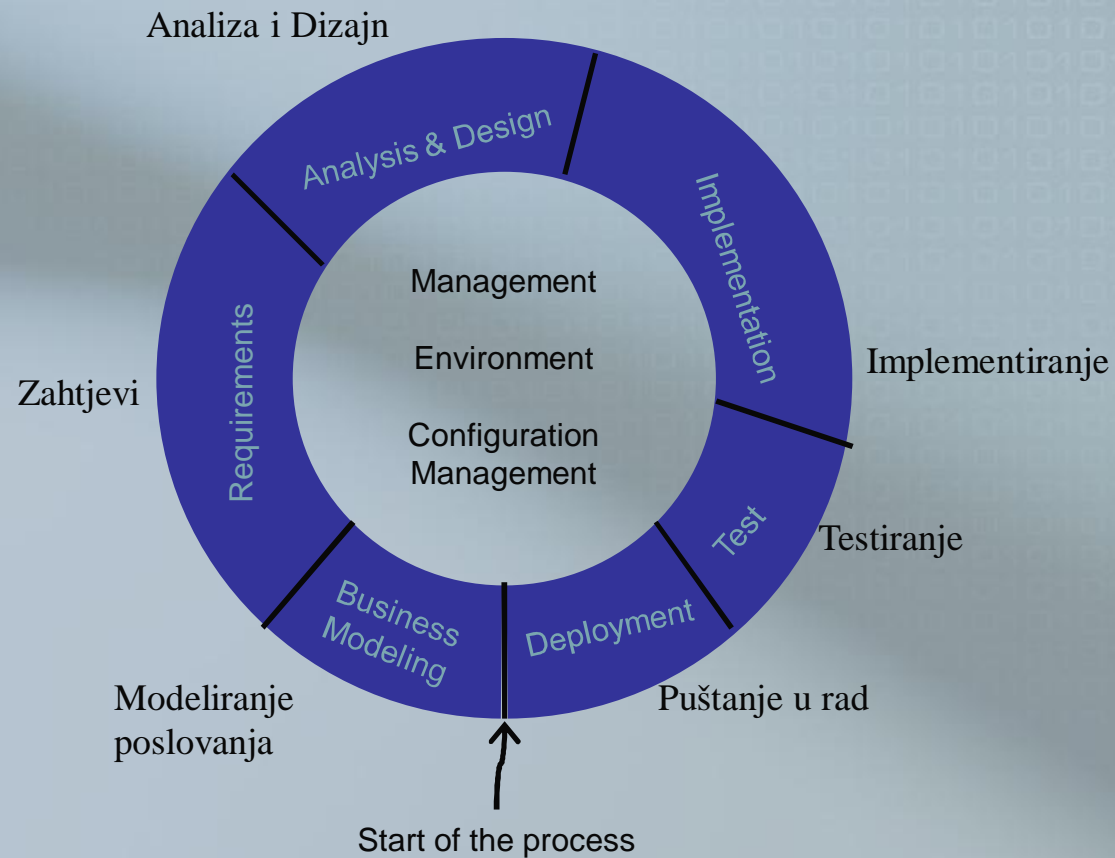 Analiza i Dizajn
Analysis & Design
Implementation
Management
Environment
Configuration
Management
Requirements
Zahtjevi
Implementiranje
Test
Testiranje
Business
Modeling
Deployment
Modeliranje
poslovanja
Puštanje u rad
Start of the process